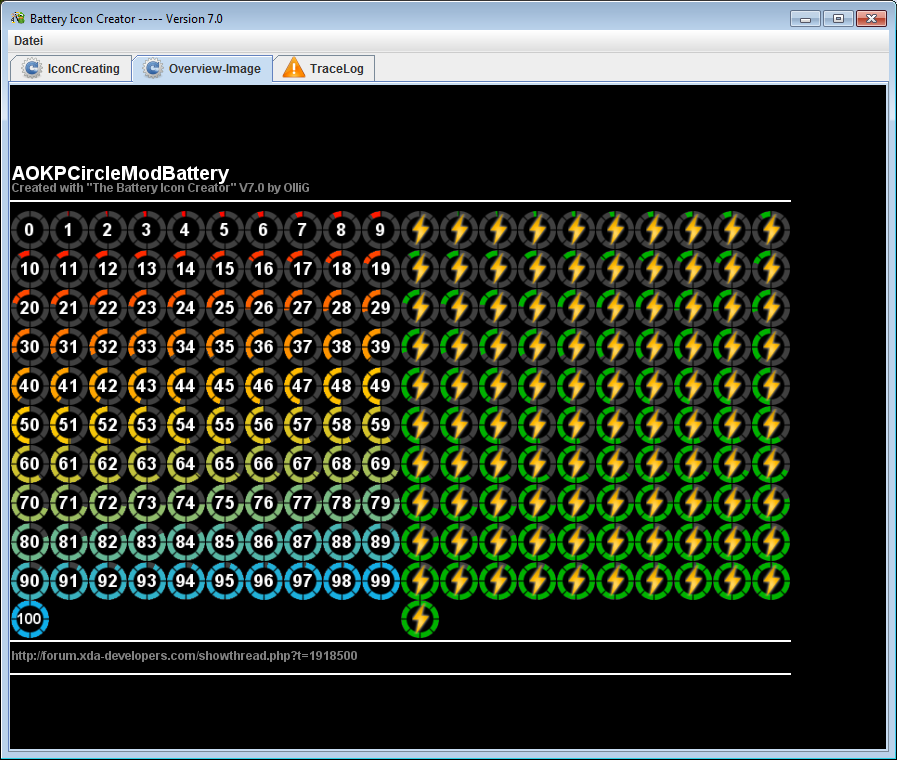 Battery Icon Creator ----- Version 7.0
Datei
IconCreating Overview-Image TraceLog
AOKPCircleModBattery
Created with "The Battery Icon Creator" V7.0 by OlliG
0 1 2 3 4 5 6 7 8 9
10 11 12 13 14 15 16 17 18 19
20 21 22 23 24 25 26 27 28 29
30 31 32 33 34 35 36 37 38 39
40 41 42 43 44 45 46 47 48 49
50 51 52 53 54 55 56 57 58 59
60 61 62 63 64 65 66 67 68 69
70 71 72 73 74 75 76 77 78 79
80 81 82 83 84 85 86 87 88 89
90 91 92 93 94 95 96 97 98 99
100
http://forum.xda-developers.com/showthread.php?t=1918500